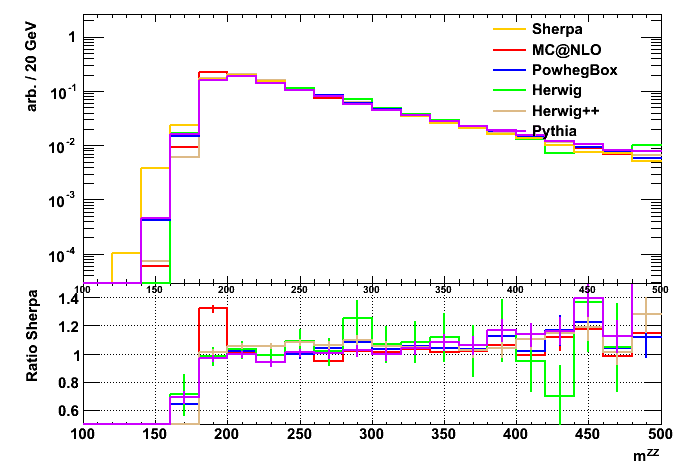 arb. / 20 GeV
1
10^-1
10^-2
10^-3
10^-4
Sherpa
MC@NLO
PowhegBox
Herwig
Herwig++
Pythia
100 150 200 250 300 350 400 450 500
Ratio Sherpa
1.4
1.2
1
0.8
0.6
100 150 200 250 300 350 400 450 500
m^ZZ